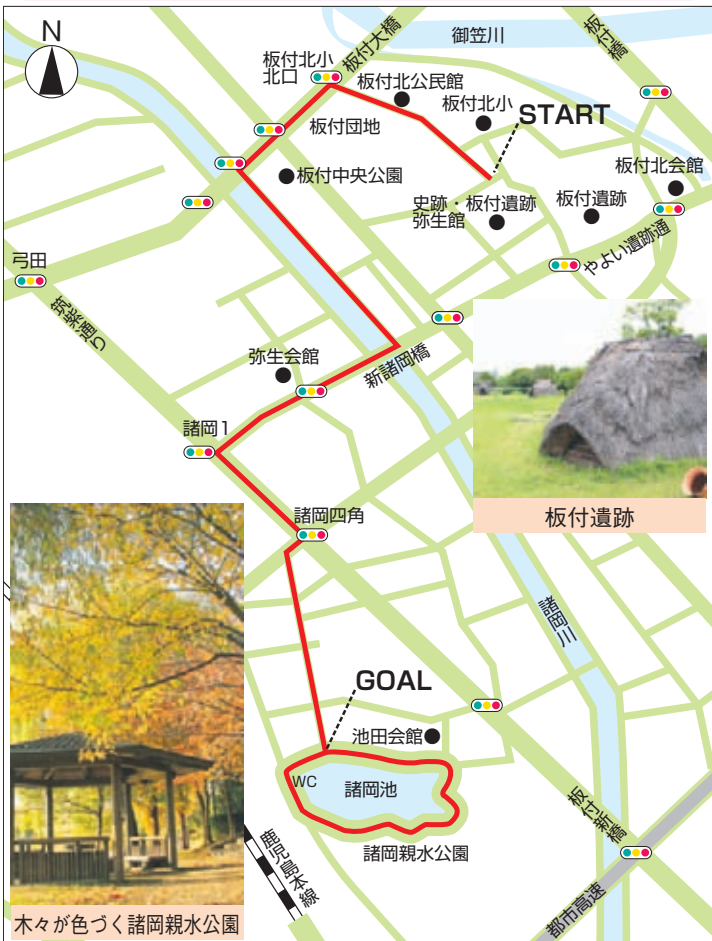 N
御笠川
板付橋
板付大橋
板付北小
北口
板付北公民館
板付北小
START
板付団地
板付中央公園
史跡・板付遺跡
弥生館
板付遺跡
板付北会館
やよい遺跡通
弓田
筑紫通り
新諸岡橋
弥生会館
諸岡1
諸岡四角
板付遺跡
諸岡川
GOAL
池田会館
WC
諸岡池
諸岡親水公園
板付新橋
鹿児島本線
都市高速
木々が色づく諸岡親水公園